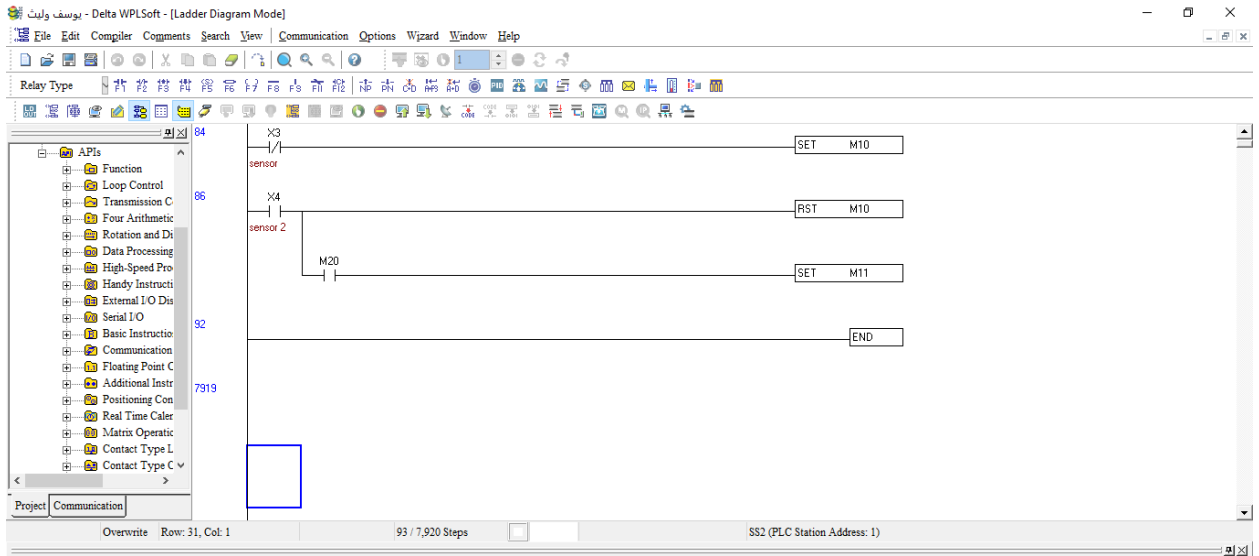 يوسف وليث - Delta WPLSoft - [Ladder Diagram Mode]
File Edit Compiler Comments Search View Communication Options Wizard Window Help
1
Relay Type
84
X3
SET M10
sensor
86
X4
RST M10
sensor 2
M20
SET M11
92
END
7919
APIs
Function
Loop Control
Transmission C
Four Arithmetic
Rotation and Di
Data Processing
High-Speed Pro
Handy Instructi
External I/O Dis
Serial I/O
Basic Instructio
Communication
Floating Point C
Additional Instr
Positioning Con
Real Time Caler
Matrix Operatic
Contact Type L
Contact Type C
Project Communication
Overwrite Row: 31, Col: 1 93 / 7,920 Steps SS2 (PLC Station Address: 1)